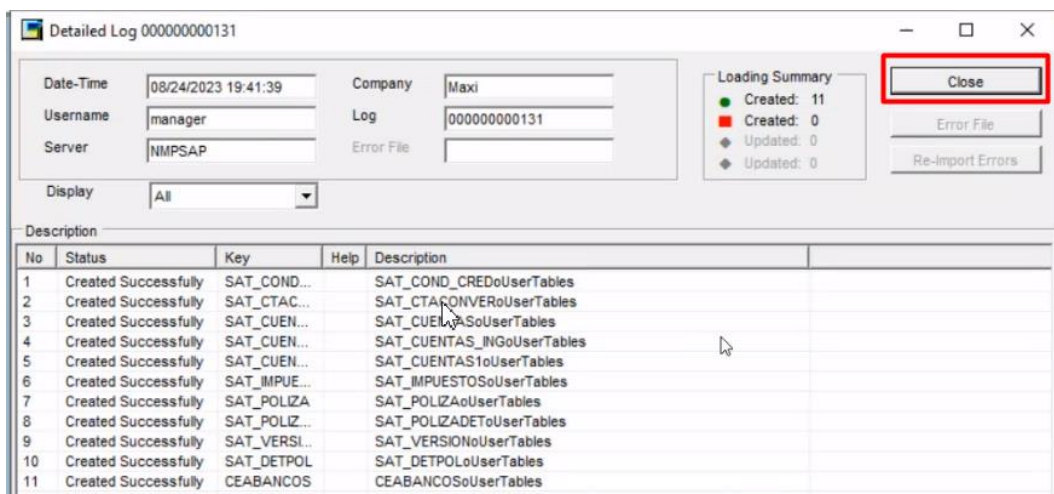 Detailed Log 000000000131
Date-Time 08/24/2023 19:41:39 Company Maxi
Username manager Log 000000000131
Server NMPSAP Error File
Display All
Loading Summary
Created: 11
Created: 0
Updated: 0
Updated: 0
Close
Error File
Re-Import Errors
Description
No Status Key Help Description
1 Created Successfully SAT_COND... SAT_COND_CREDoUserTables
2 Created Successfully SAT_CTAC... SAT_CTACONVERoUserTables
3 Created Successfully SAT_CUEN... SAT_CUENTASoUserTables
4 Created Successfully SAT_CUEN... SAT_CUENTAS_INGoUserTables
5 Created Successfully SAT_CUEN... SAT_CUENTAS1oUserTables
6 Created Successfully SAT_IMPUE... SAT_IMPUESTOSoUserTables
7 Created Successfully SAT_POLIZA SAT_POLIZAoUserTables
8 Created Successfully SAT_POLIZ... SAT_POLIZADEToUserTables
9 Created Successfully SAT_VERSI... SAT_VERSIONoUserTables
10 Created Successfully SAT_DETPOL SAT_DETPOLoUserTables
11 Created Successfully CEABANCOS CEABANCOSoUserTables